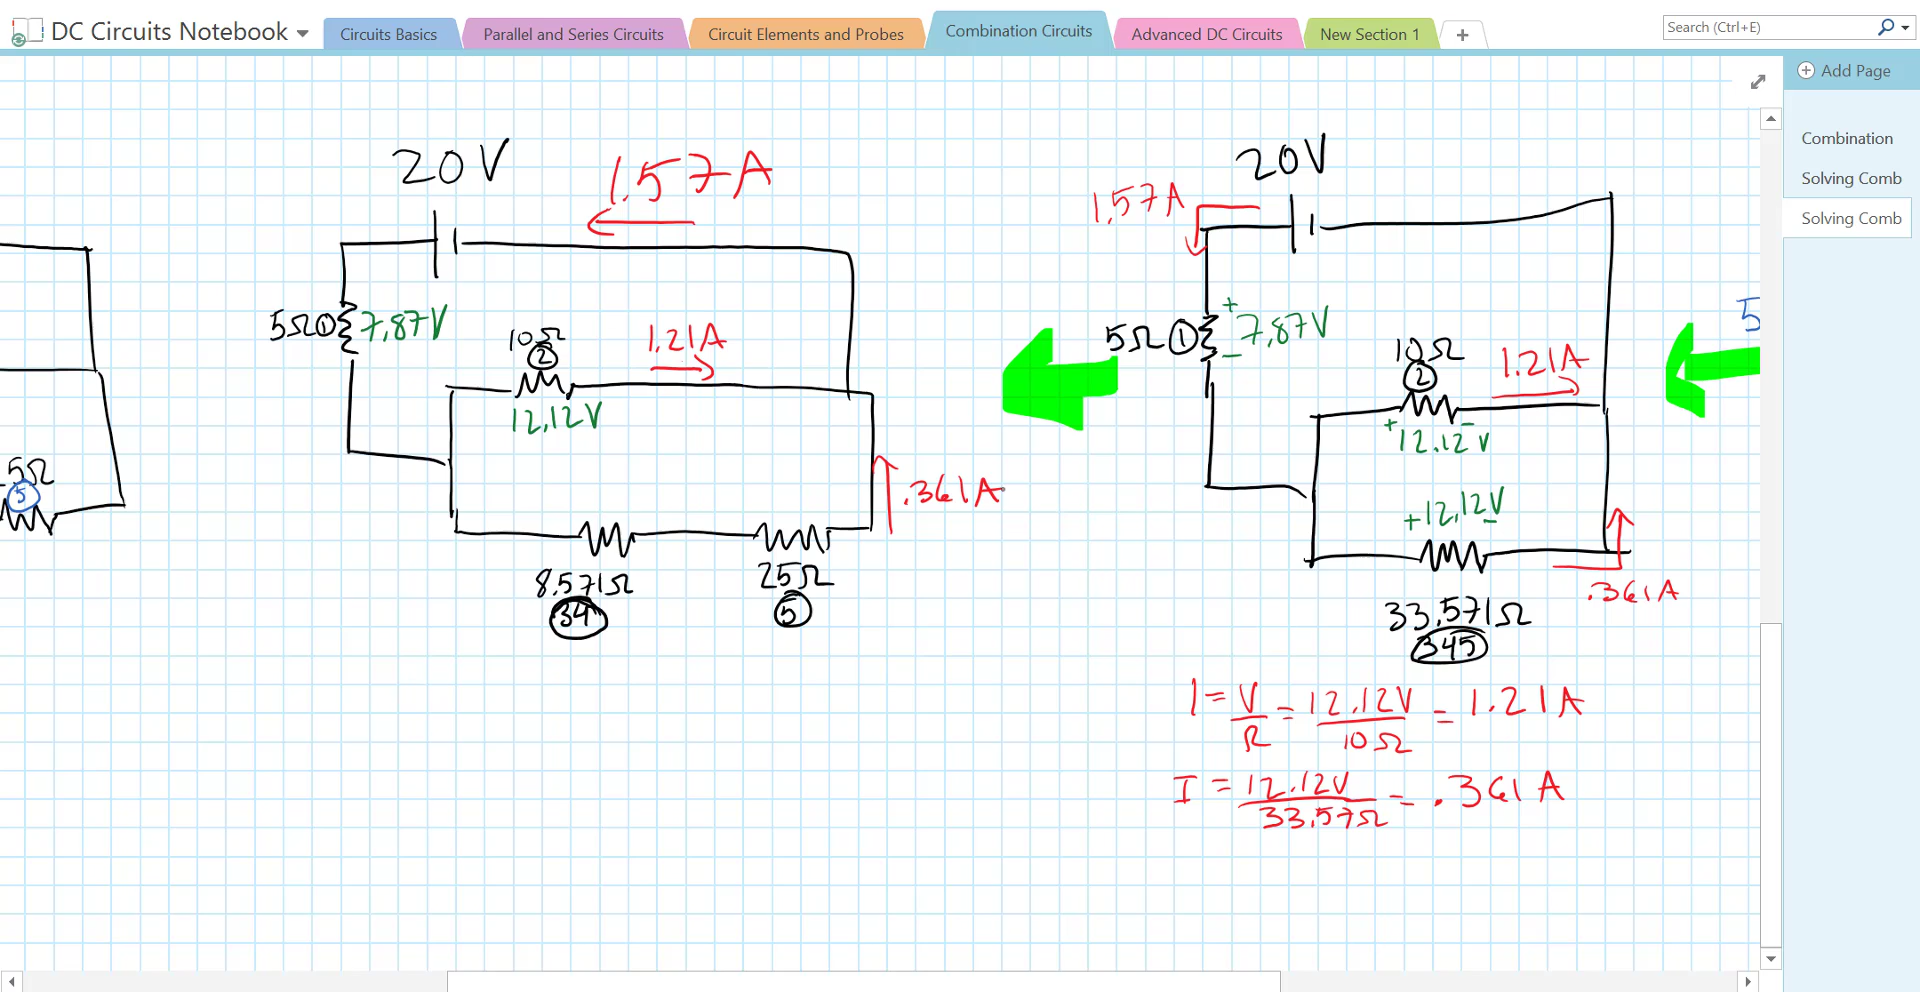 DC Circuits Notebook
Circuits Basics
Parallel and Series Circuits
Circuit Elements and Probes
Combination Circuits
Advanced DC Circuits
New Section 1
+
Search (Ctrl+E)
Add Page
Combination
Solving Comb
Solving Comb
20V
1.57A
5Ω ① 7,87V
10Ω
②
1.21A
12,12V
.361A
8.571Ω
34
25Ω
5
5Ω
5
20V
1.57A
+
5Ω ① 7,87V
-
10Ω
②
1.21A
+ -
12.12V
+12,12V
-
.361A
33,571Ω
345
5
I = V/R = 12.12V/10Ω = 1.21A
I = 12.12V/33,57Ω = .361A